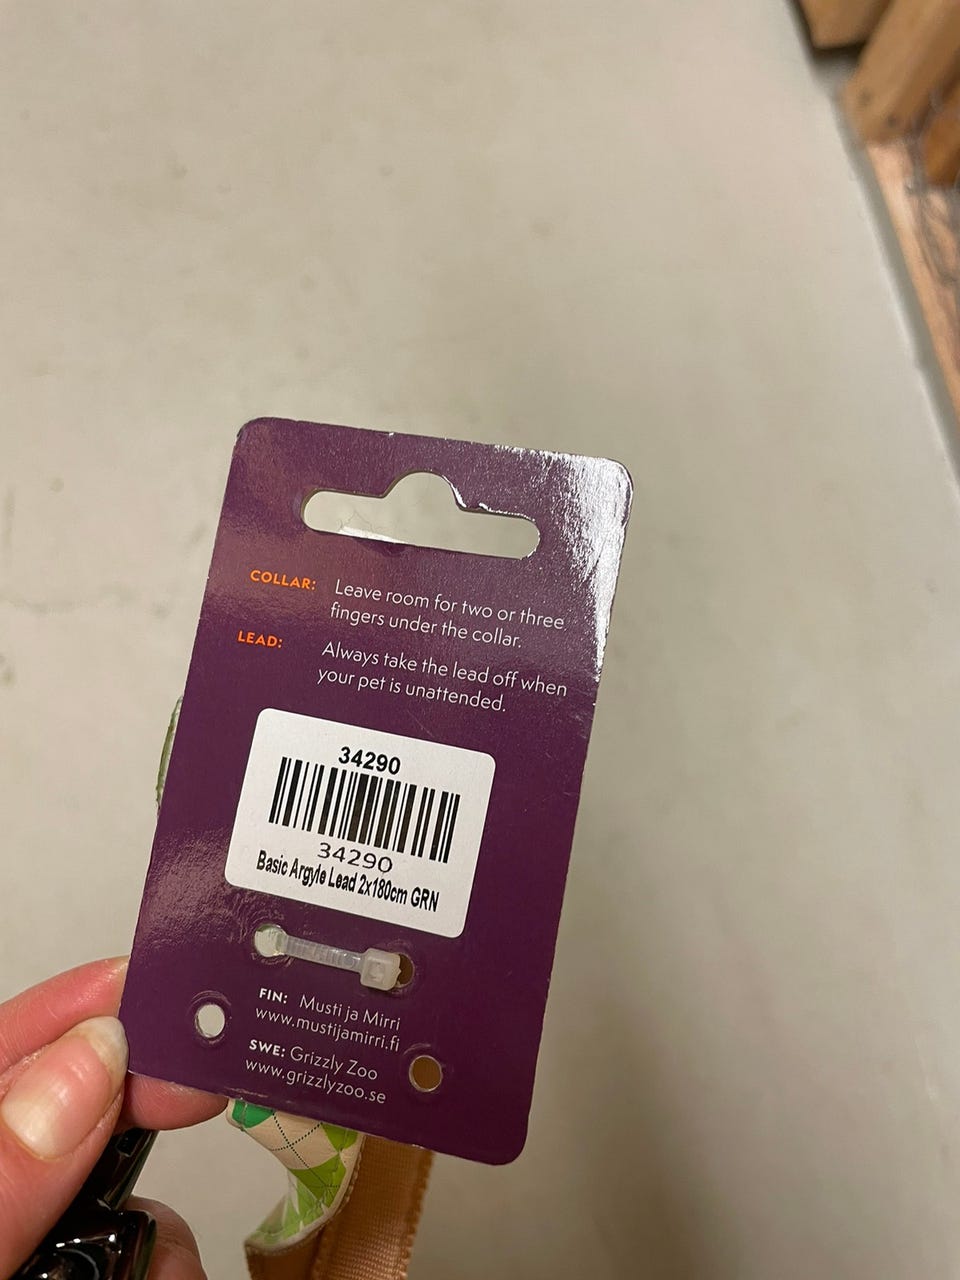 COLLAR: Leave room for two or three
fingers under the collar.
LEAD: Always take the lead off when
your pet is unattended.
34290
34290
Basic Argyle Lead 2x180cm GRN
FIN: Musti ja Mirri
www.mustijamirri.fi
SWE: Grizzly Zoo
www.grizzlyzoo.se